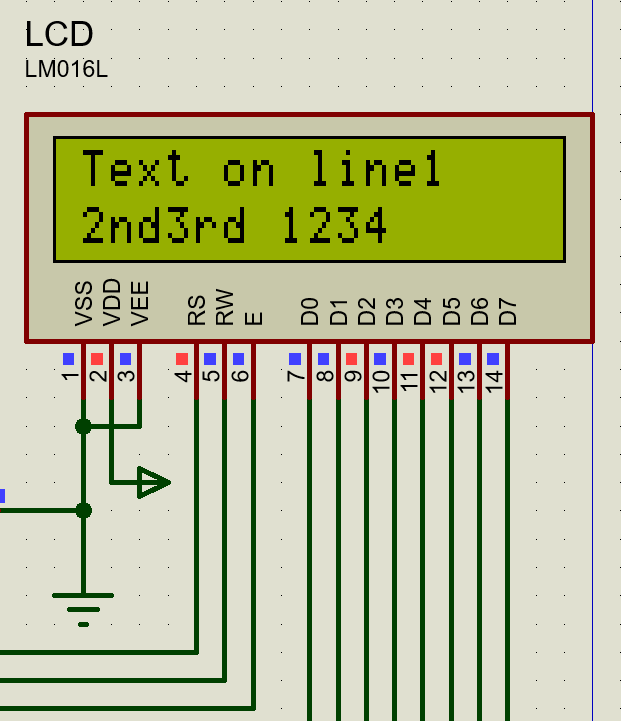 LCD
LM016L
Text on line1
2nd3rd 1234
VSS VDD VEE RS RW E D0 D1 D2 D3 D4 D5 D6 D7
1 2 3 4 5 6 7 8 9 10 11 12 13 14